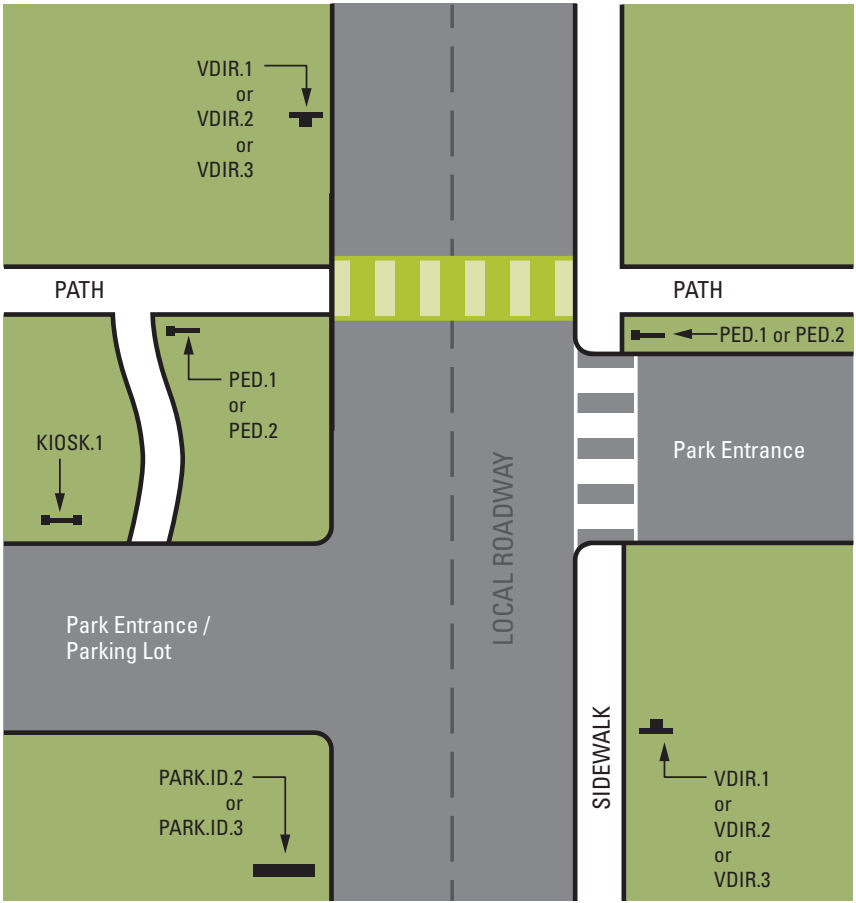 VDIR.1
or
VDIR.2
or
VDIR.3
PATH
PATH
PED.1 or PED.2
PED.1
or
PED.2
KIOSK.1
Park Entrance
LOCAL ROADWAY
Park Entrance /
Parking Lot
SIDEWALK
PARK.ID.2
or
PARK.ID.3
VDIR.1
or
VDIR.2
or
VDIR.3